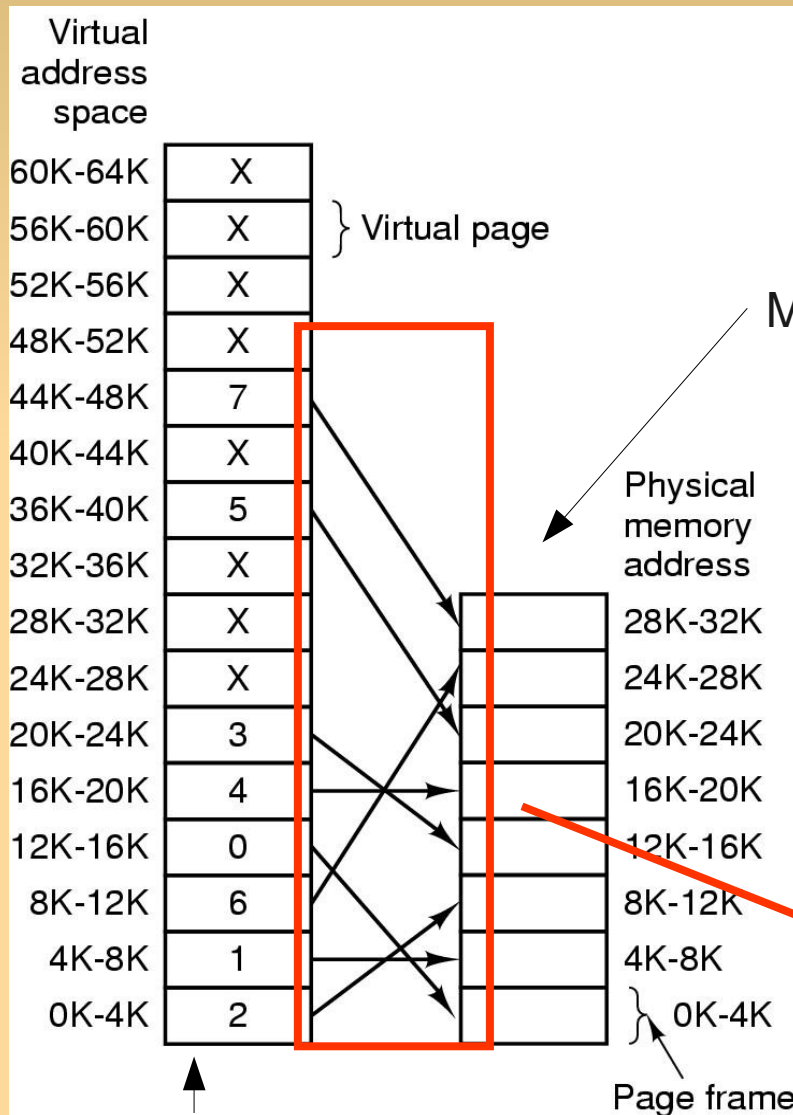 Virtual
address
space
60K-64K X
56K-60K X Virtual page
52K-56K X
48K-52K X
M
44K-48K 7
40K-44K X
36K-40K 5
32K-36K X
28K-32K X
24K-28K X
20K-24K 3
16K-20K 4
12K-16K 0
8K-12K 6
4K-8K 1
0K-4K 2
Physical
memory
address
28K-32K
24K-28K
20K-24K
16K-20K
12K-16K
8K-12K
4K-8K
0K-4K
Page frame